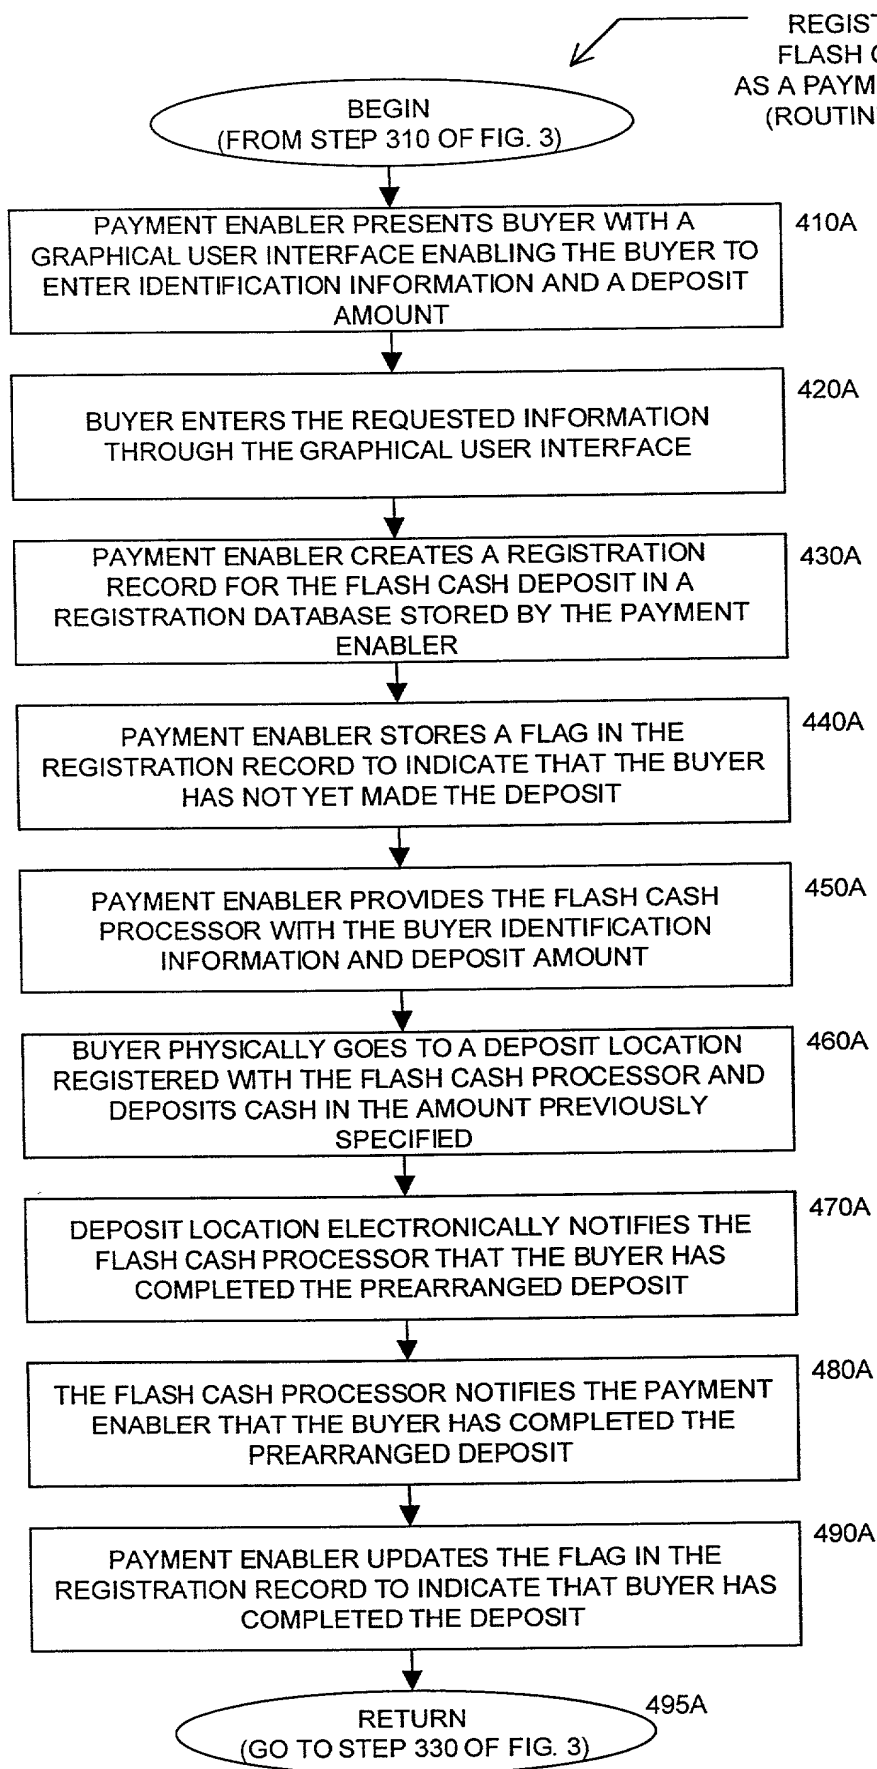 REGIST
FLASH
AS A PAYM
(ROUTIN
BEGIN
(FROM STEP 310 OF FIG. 3)
PAYMENT ENABLER PRESENTS BUYER WITH A
GRAPHICAL USER INTERFACE ENABLING THE BUYER TO
ENTER IDENTIFICATION INFORMATION AND A DEPOSIT
AMOUNT
410A
BUYER ENTERS THE REQUESTED INFORMATION
THROUGH THE GRAPHICAL USER INTERFACE
420A
PAYMENT ENABLER CREATES A REGISTRATION
RECORD FOR THE FLASH CASH DEPOSIT IN A
REGISTRATION DATABASE STORED BY THE PAYMENT
ENABLER
430A
PAYMENT ENABLER STORES A FLAG IN THE
REGISTRATION RECORD TO INDICATE THAT THE BUYER
HAS NOT YET MADE THE DEPOSIT
440A
PAYMENT ENABLER PROVIDES THE FLASH CASH
PROCESSOR WITH THE BUYER IDENTIFICATION
INFORMATION AND DEPOSIT AMOUNT
450A
BUYER PHYSICALLY GOES TO A DEPOSIT LOCATION
REGISTERED WITH THE FLASH CASH PROCESSOR AND
DEPOSITS CASH IN THE AMOUNT PREVIOUSLY
SPECIFIED
460A
DEPOSIT LOCATION ELECTRONICALLY NOTIFIES THE
FLASH CASH PROCESSOR THAT THE BUYER HAS
COMPLETED THE PREARRANGED DEPOSIT
470A
THE FLASH CASH PROCESSOR NOTIFIES THE PAYMENT
ENABLER THAT THE BUYER HAS COMPLETED THE
PREARRANGED DEPOSIT
480A
PAYMENT ENABLER UPDATES THE FLAG IN THE
REGISTRATION RECORD TO INDICATE THAT BUYER HAS
COMPLETED THE DEPOSIT
490A
RETURN
(GO TO STEP 330 OF FIG. 3)
495A